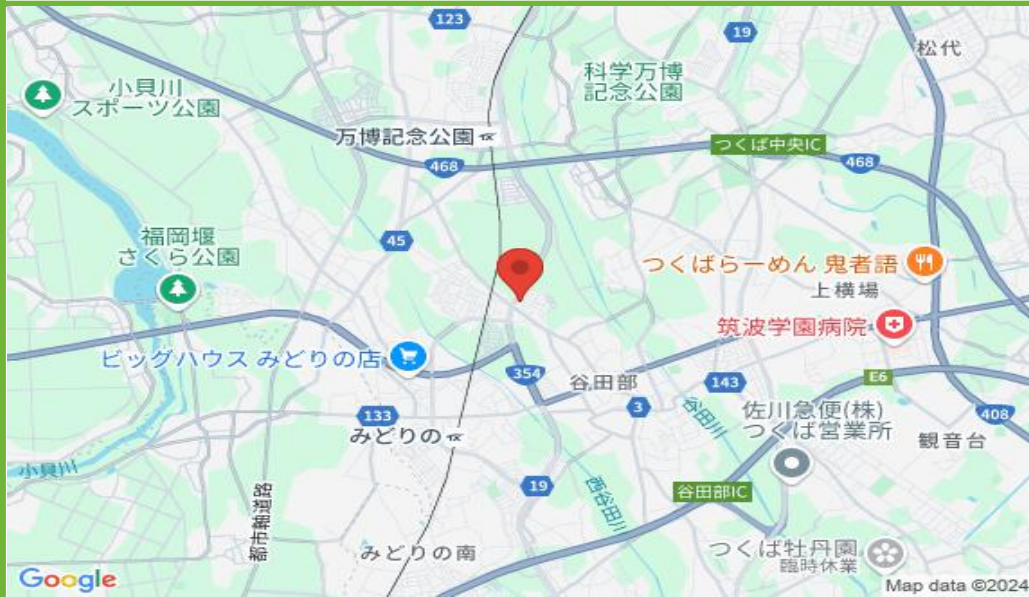 123
19
松代
小貝川
スポーツ公園
科学万博
記念公園
万博記念公園
つくば中央IC
468
468
福岡堰
さくら公園
45
つくばらーめん 鬼者語
上横場
筑波学園病院
ビッグハウス みどりの店
354
谷田部
143
E6
133
3
佐川急便(株)
つくば営業所
408
みどりの
谷田川
観音台
小貝川
都市軸道路
19
西谷田川
谷田部IC
みどりの南
つくば牡丹園
臨時休業
Google
Map data ©2024